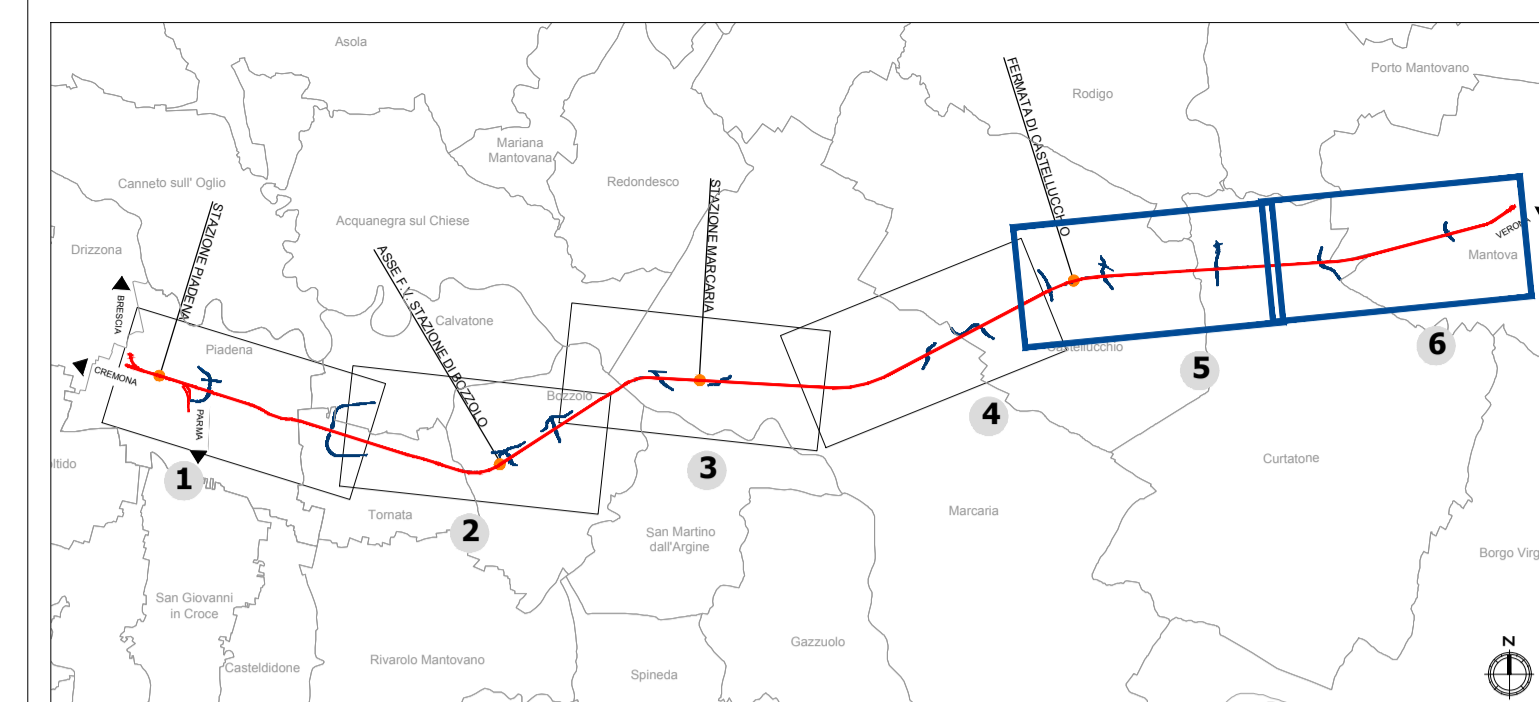 Asola
Porto Mantovano
Rodigo
FERMATA DI CASTELLUCCHIO
Mariana
Mantovana
Canneto sull' Oglio
Redondesco
STAZIONE MARCARIA
STAZIONE PIADENA
Acquanegra sul Chiese
Drizzona
ASSE F.V. STAZIONE DI BOZZOLO
VERONA
Mantova
BRESCIA
Calvatone
Piadena
CREMONA
Castellucchio
6
5
Bozzolo
4
PARMA
1
3
2
Curtatone
Tornata
Marcaria
San Martino
dall'Argine
Borgo Virg
San Giovanni
in Croce
Gazzuolo
Casteldidone
Rivarolo Mantovano
Spineda
N